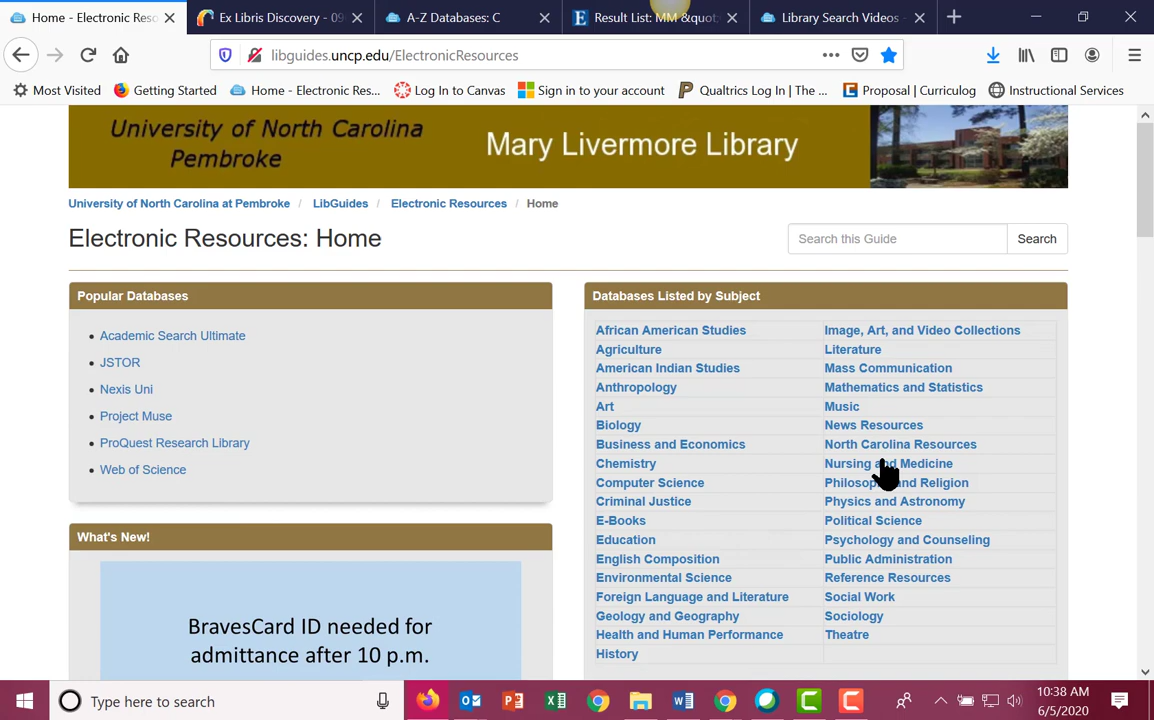 Home - Electronic Reso
Ex Libris Discovery - 09
A-Z Databases: C
Result List: MM &quot;
Library Search Videos -
libguides.uncp.edu/ElectronicResources
Most Visited
Getting Started
Home - Electronic Res...
Log In to Canvas
Sign in to your account
Qualtrics Log In | The ...
Proposal | Curriculog
Instructional Services
University of North Carolina
Pembroke
Mary Livermore Library
University of North Carolina at Pembroke / LibGuides / Electronic Resources / Home
Electronic Resources: Home
Search this Guide
Search
Popular Databases
Academic Search Ultimate
JSTOR
Nexis Uni
Project Muse
ProQuest Research Library
Web of Science
What's New!
BravesCard ID needed for
admittance after 10 p.m.
Databases Listed by Subject
African American Studies
Agriculture
American Indian Studies
Anthropology
Art
Biology
Business and Economics
Chemistry
Computer Science
Criminal Justice
E-Books
Education
English Composition
Environmental Science
Foreign Language and Literature
Geology and Geography
Health and Human Performance
History
Image, Art, and Video Collections
Literature
Mass Communication
Mathematics and Statistics
Music
News Resources
North Carolina Resources
Nursing and Medicine
Philosophy and Religion
Physics and Astronomy
Political Science
Psychology and Counseling
Public Administration
Reference Resources
Social Work
Sociology
Theatre
Type here to search
10:38 AM
6/5/2020